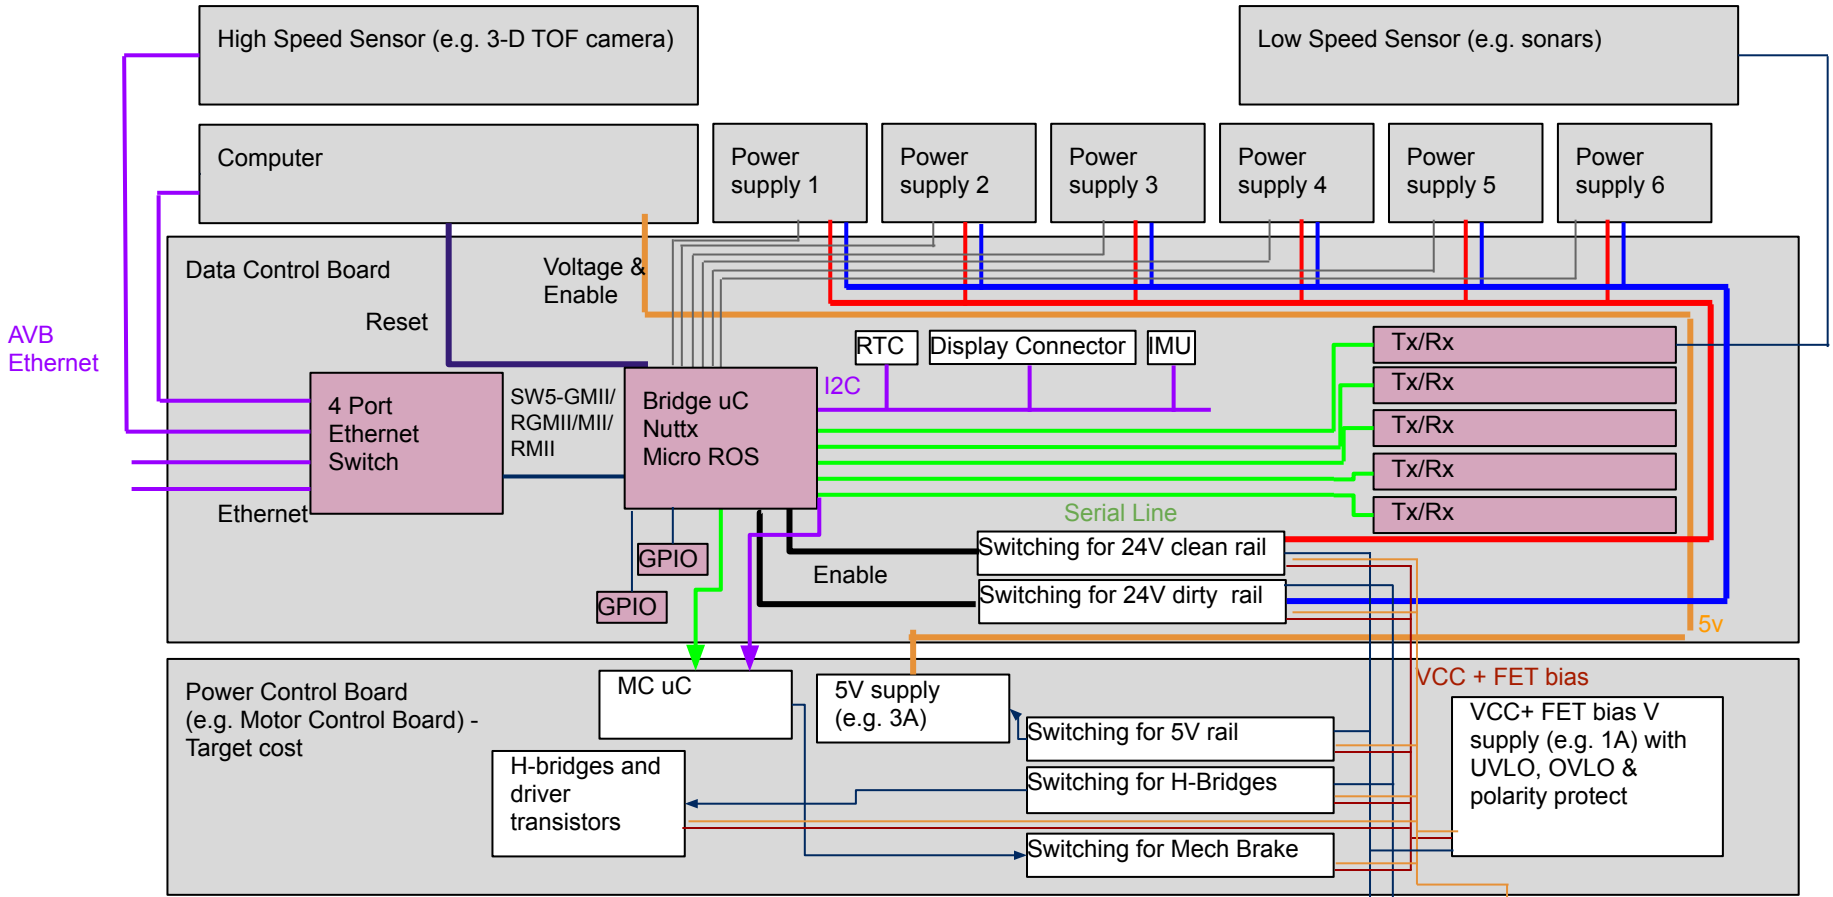 High Speed Sensor (e.g. 3-D TOF camera)
Low Speed Sensor (e.g. sonars)
Computer
Power
supply 1
Power
supply 2
Power
supply 3
Power
supply 4
Power
supply 5
Power
supply 6
Data Control Board
Voltage &
Enable
Reset
AVB
Ethernet
RTC
Display Connector
IMU
I2C
Tx/Rx
Tx/Rx
Tx/Rx
Tx/Rx
Tx/Rx
4 Port
Ethernet
Switch
SW5-GMII/
RGMII/MII/
RMII
Bridge uC
Nuttx
Micro ROS
Ethernet
Serial Line
GPIO
GPIO
Enable
Switching for 24V clean rail
Switching for 24V dirty  rail
5v
Power Control Board
(e.g. Motor Control Board) -
Target cost
MC uC
5V supply
(e.g. 3A)
VCC + FET bias
VCC+ FET bias V
supply (e.g. 1A) with
UVLO, OVLO &
polarity protect
Switching for 5V rail
Switching for H-Bridges
Switching for Mech Brake
H-bridges and
driver
transistors